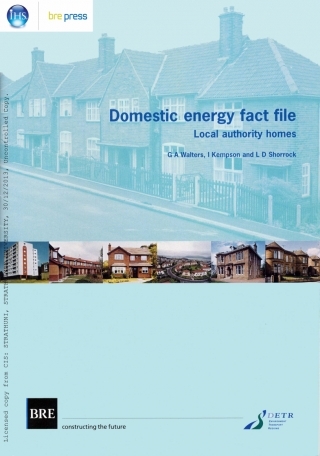 IHS
bre press
Domestic energy fact file
Local authority homes
G A Walters, I Kempson and L D Shorrock
Licensed copy from CIS: STRATHUNI, STRATHCLYDE UNIVERSITY, 30/12/2013, Uncontrolled Copy.
BRE
constructing the future
DETR